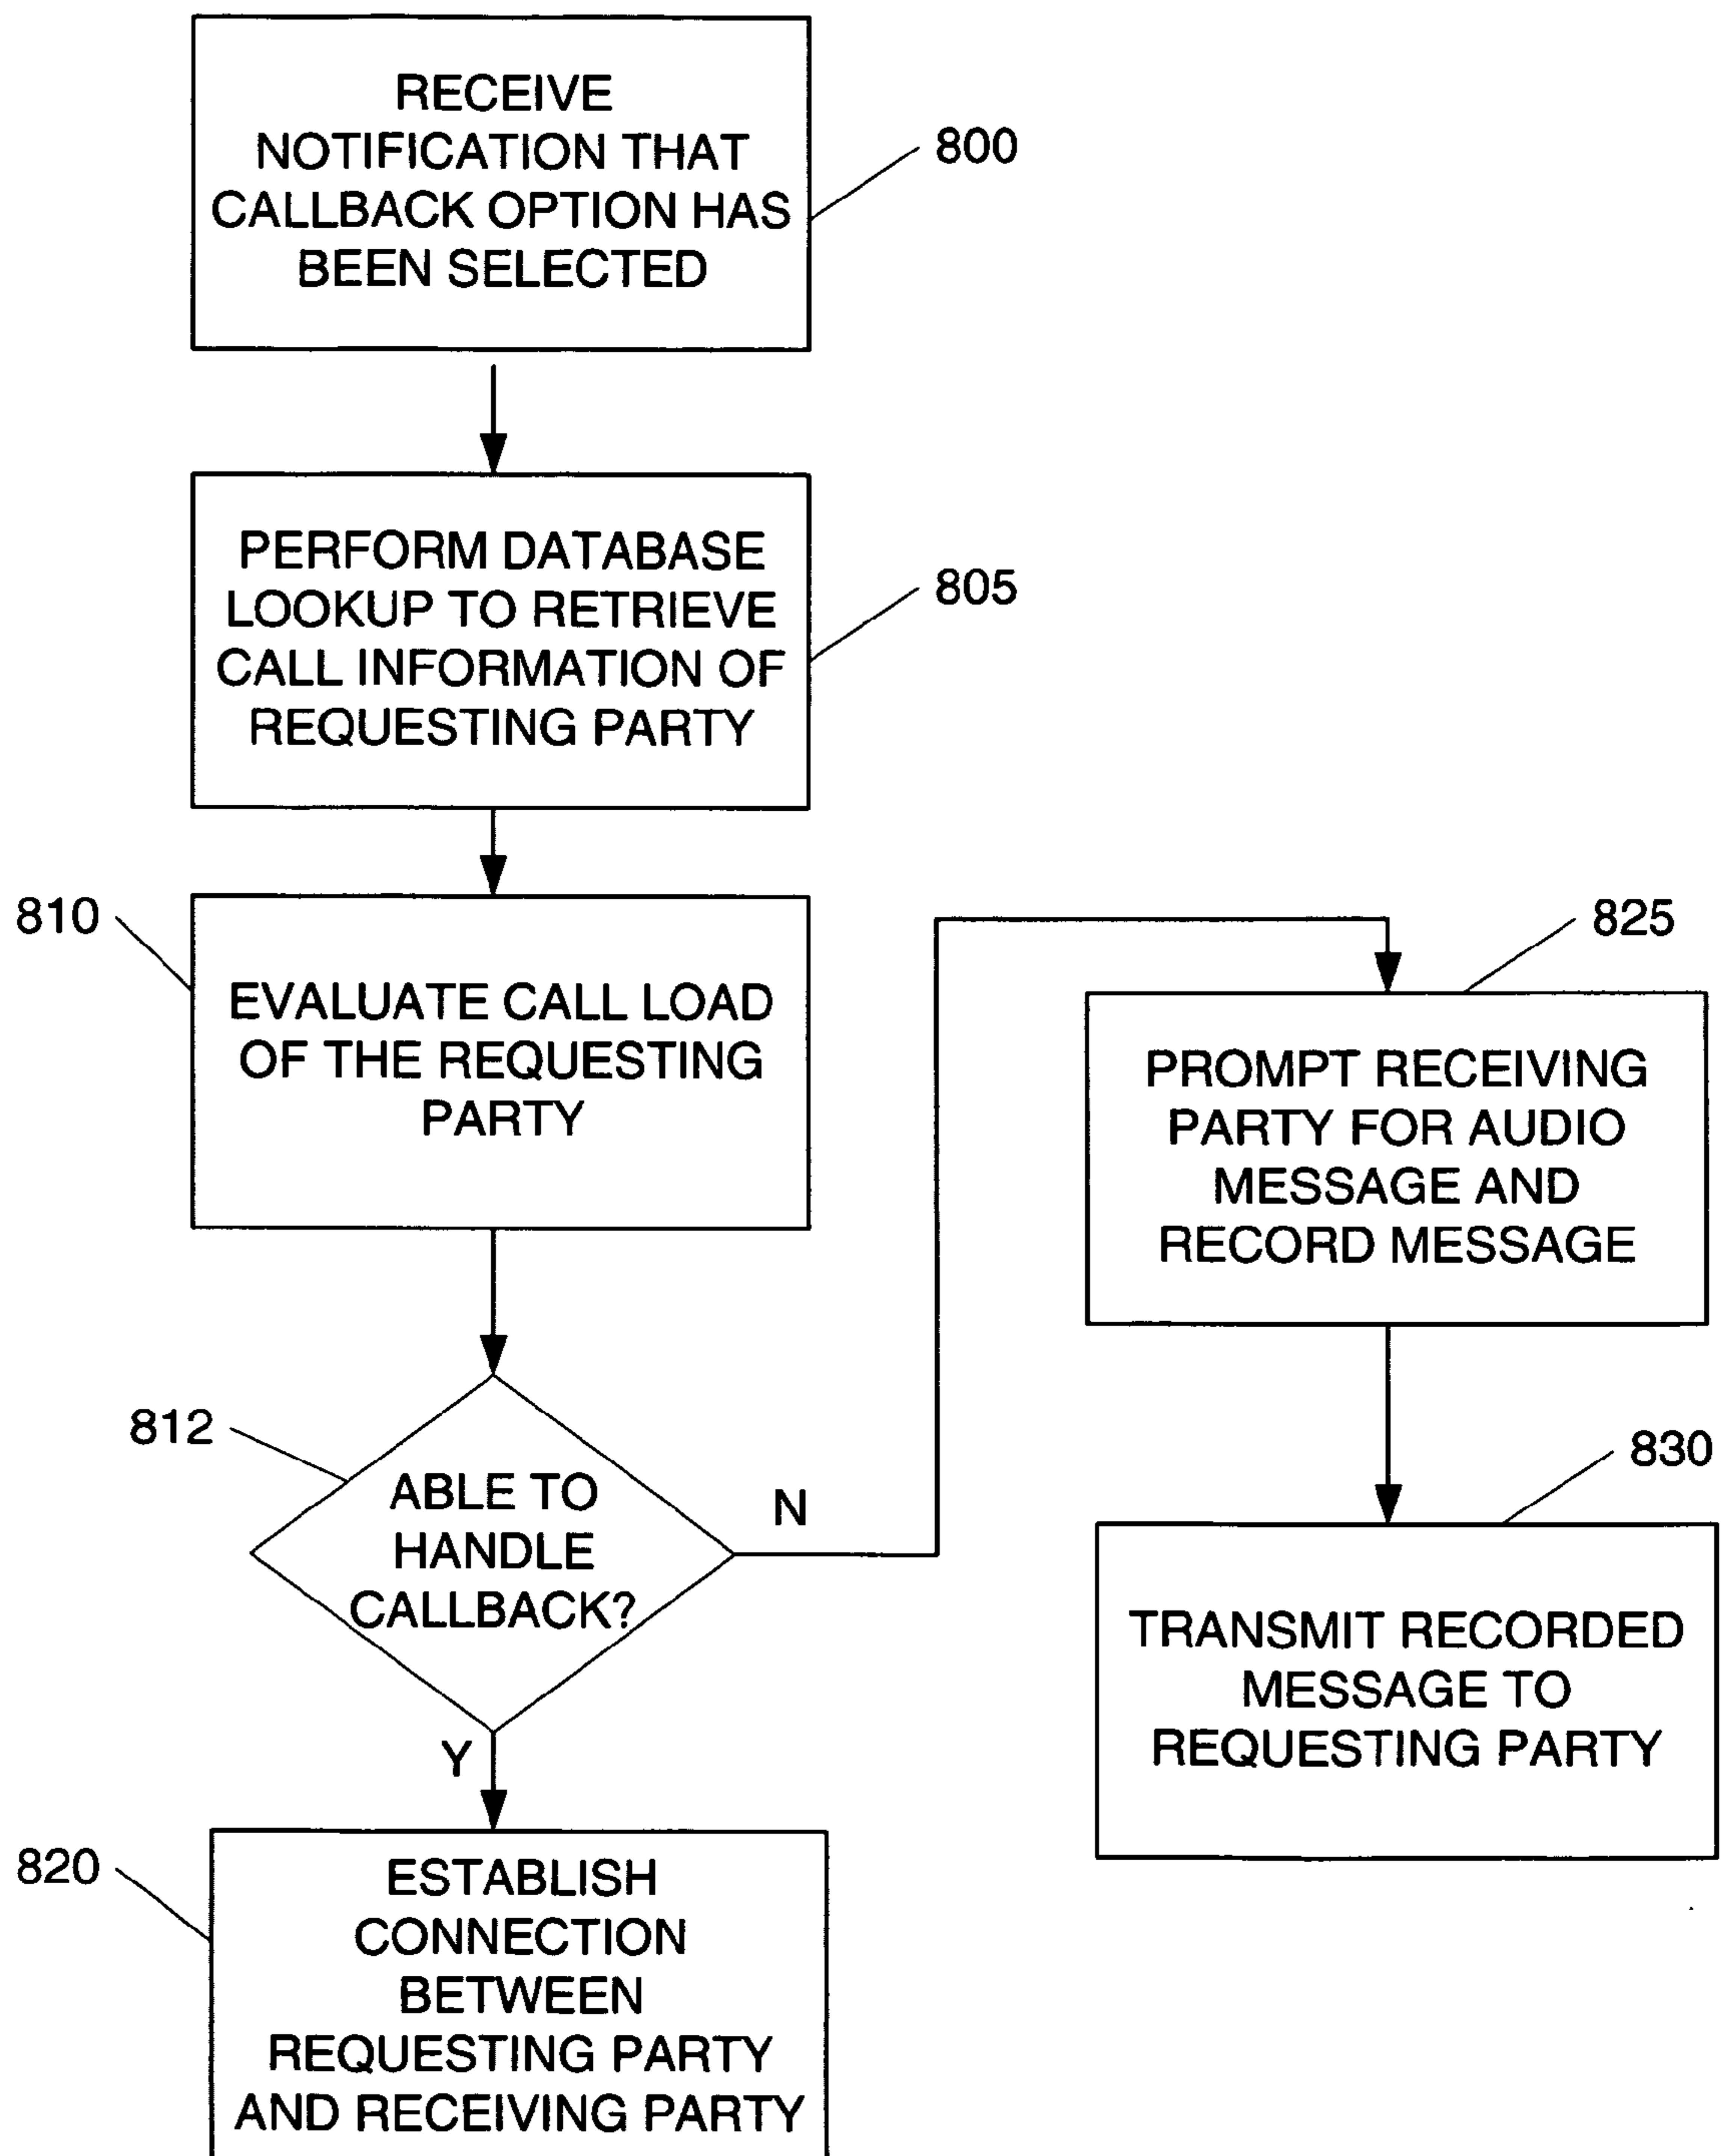 RECEIVE
NOTIFICATION THAT
CALLBACK OPTION HAS
BEEN SELECTED
800
PERFORM DATABASE
LOOKUP TO RETRIEVE
CALL INFORMATION OF
REQUESTING PARTY
805
810
EVALUATE CALL LOAD
OF THE REQUESTING
PARTY
812
ABLE TO
HANDLE
CALLBACK?
N
Y
820
ESTABLISH
CONNECTION
BETWEEN
REQUESTING PARTY
AND RECEIVING PARTY
825
PROMPT RECEIVING
PARTY FOR AUDIO
MESSAGE AND
RECORD MESSAGE
830
TRANSMIT RECORDED
MESSAGE TO
REQUESTING PARTY